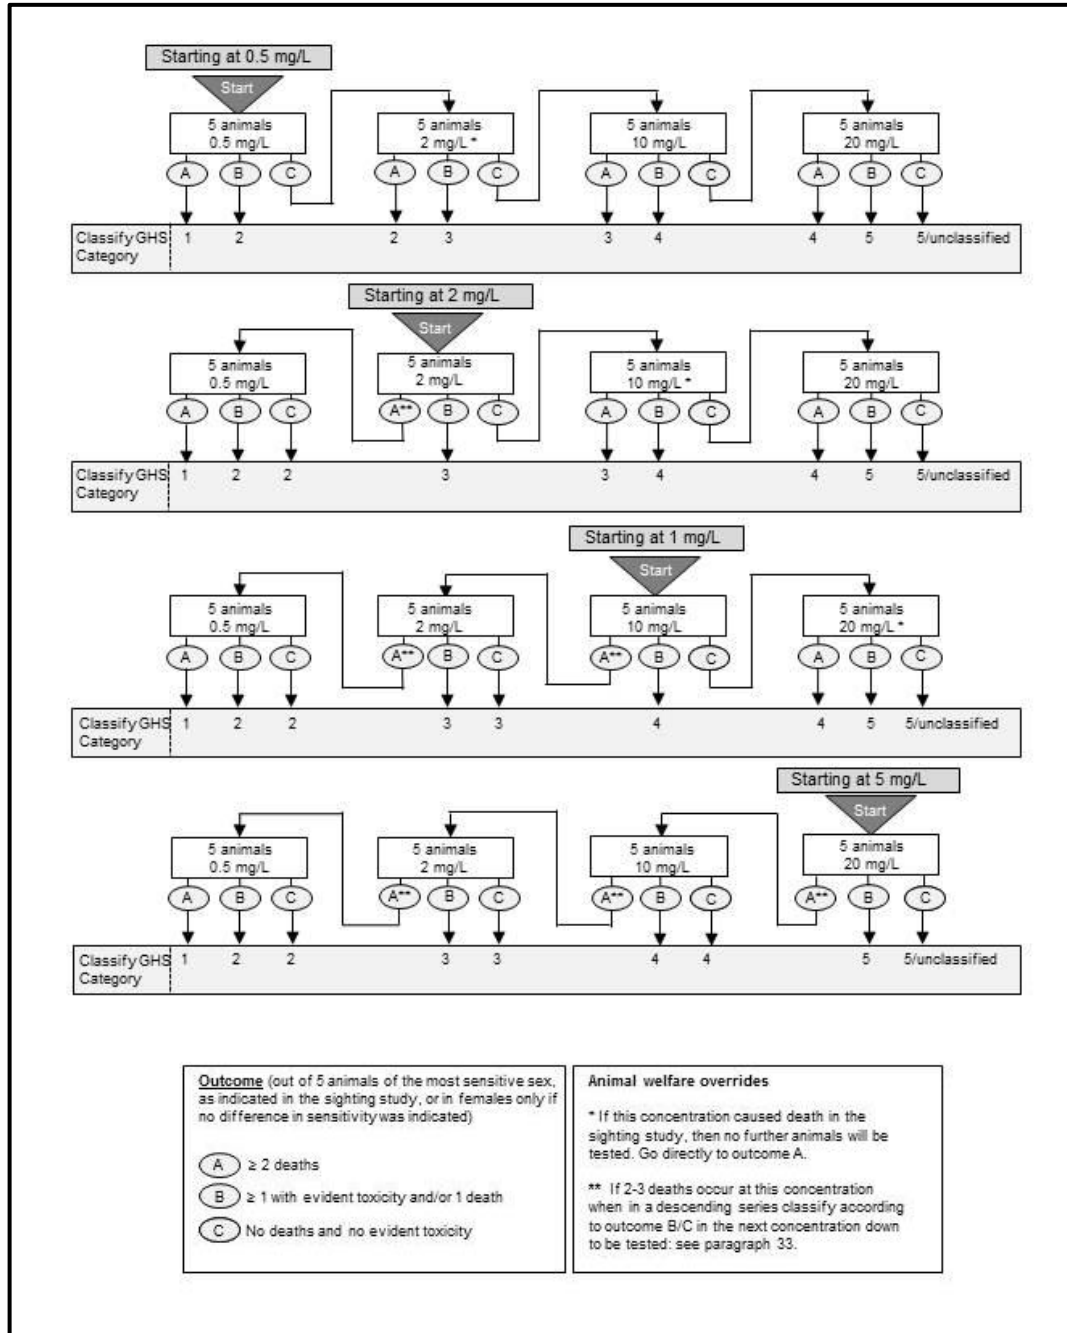 Starting at 0.5 mg/L
Start
5 animals
0.5 mg/L
5 animals
2 mg/L *
5 animals
10 mg/L
5 animals
20 mg/L
A B C A B C A B C A B C
Classify GHS Category 1 2 2 3 3 4 4 5 5/unclassified
Starting at 2 mg/L
Start
5 animals
0.5 mg/L
5 animals
2 mg/L
5 animals
10 mg/L *
5 animals
20 mg/L
A B C A** B C A B C A B C
Classify GHS Category 1 2 2 3 3 4 4 5 5/unclassified
Starting at 1 mg/L
Start
5 animals
0.5 mg/L
5 animals
2 mg/L
5 animals
10 mg/L
5 animals
20 mg/L *
A B C A** B C A** B C A B C
Classify GHS Category 1 2 2 3 3 4 4 5 5/unclassified
Starting at 5 mg/L
Start
5 animals
0.5 mg/L
5 animals
2 mg/L
5 animals
10 mg/L
5 animals
20 mg/L
A B C A** B C A** B C A** B C
Classify GHS Category 1 2 2 3 3 4 4 5 5/unclassified
Outcome (out of 5 animals of the most sensitive sex,
as indicated in the sighting study, or in females only if
no difference in sensitivity was indicated)
A ≥ 2 deaths
B ≥ 1 with evident toxicity and/or 1 death
C No deaths and no evident toxicity
Animal welfare overrides
* If this concentration caused death in the
sighting study, then no further animals will be
tested. Go directly to outcome A.
** If 2-3 deaths occur at this concentration
when in a descending series classify according
to outcome B/C in the next concentration down
to be tested: see paragraph 33.